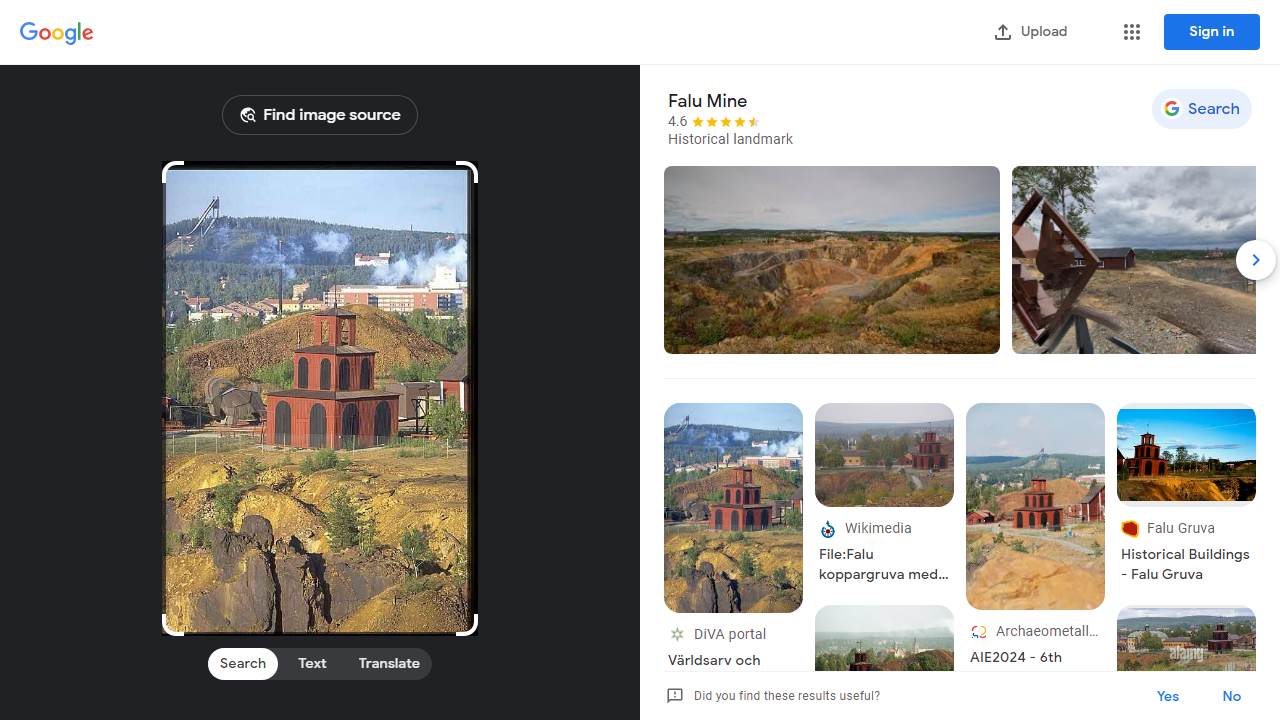 Google
Upload
Sign in
Find image source
Falu Mine
4.6
Historical landmark
Search
Wikimedia
File:Falu
koppargruva med...
Falu Gruva
Historical Buildings
- Falu Gruva
DiVA portal
Världsarv och
Archaeometall...
AIE2024 - 6th
alamy
Search
Text
Translate
Did you find these results useful?
Yes
No